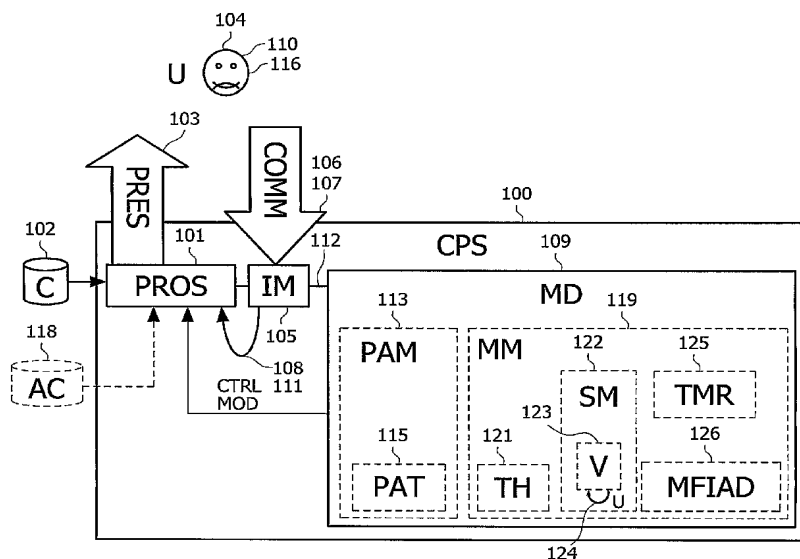 104
110
116
U
103
PRES
COMM
106
107
100
102
101
112
CPS
109
C
PROS
IM
MD
105
113
119
118
PAM
MM
122
125
AC
108
CTRL 111
MOD
SM
TMR
123
115
121
V
126
PAT
TH
U
MFIAD
124